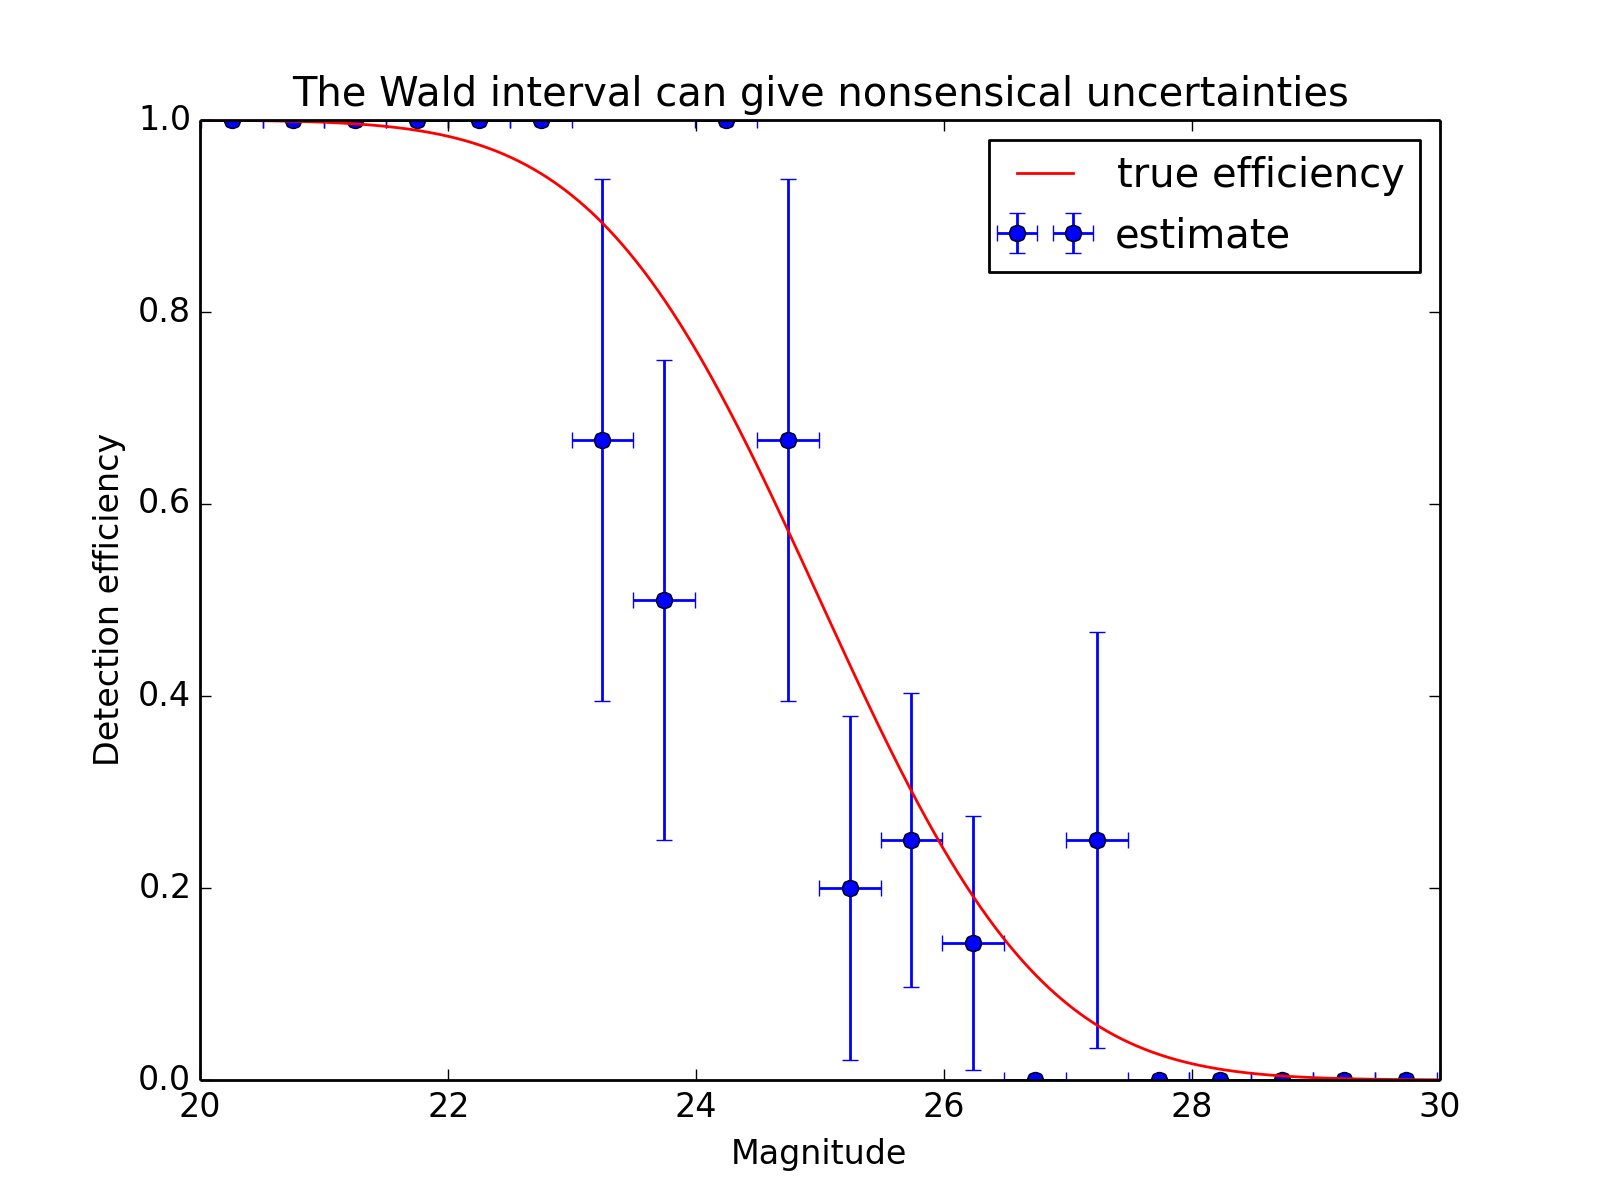 The Wald interval can give nonsensical uncertainties
true efficiency
estimate
Detection efficiency
1.0
0.8
0.6
0.4
0.2
0.0
20 22 24 26 28 30
Magnitude